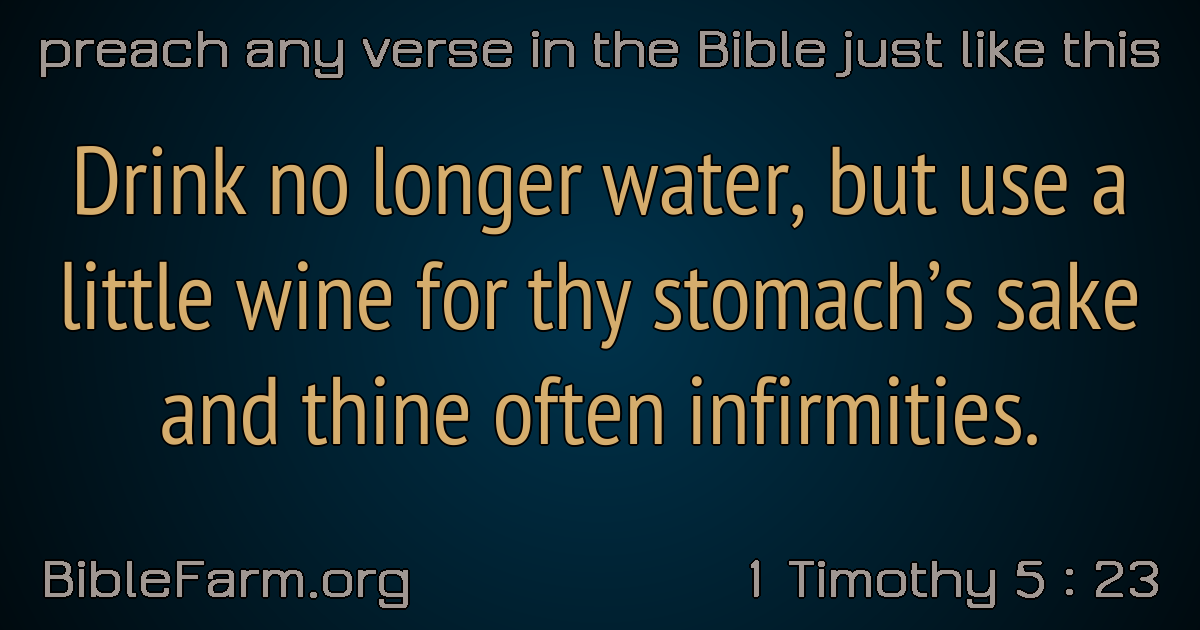 preach any verse in the Bible just like this
Drink no longer water, but use a
little wine for thy stomach’s sake
and thine often infirmities.
BibleFarm.org
1 Timothy 5 : 23